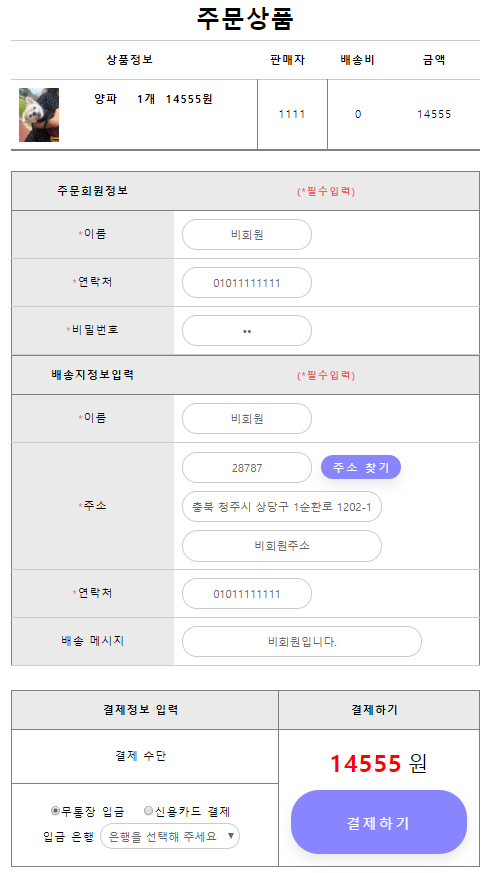 주문상품
상품정보 판매자 배송비 금액
양파 1개 14555원 1111 0 14555
주문회원정보 (*필수입력)
*이름 비회원
*연락처 01011111111
*비밀번호 ••
배송지정보입력 (*필수입력)
*이름 비회원
28787 주소 찾기
*주소 충북 청주시 상당구 1순환로 1202-1
비회원주소
*연락처 01011111111
배송 메시지 비회원입니다.
결제정보 입력 결제하기
결제 수단 14555 원
무통장 입금 신용카드 결제 결제하기
입금 은행 은행을 선택해 주세요